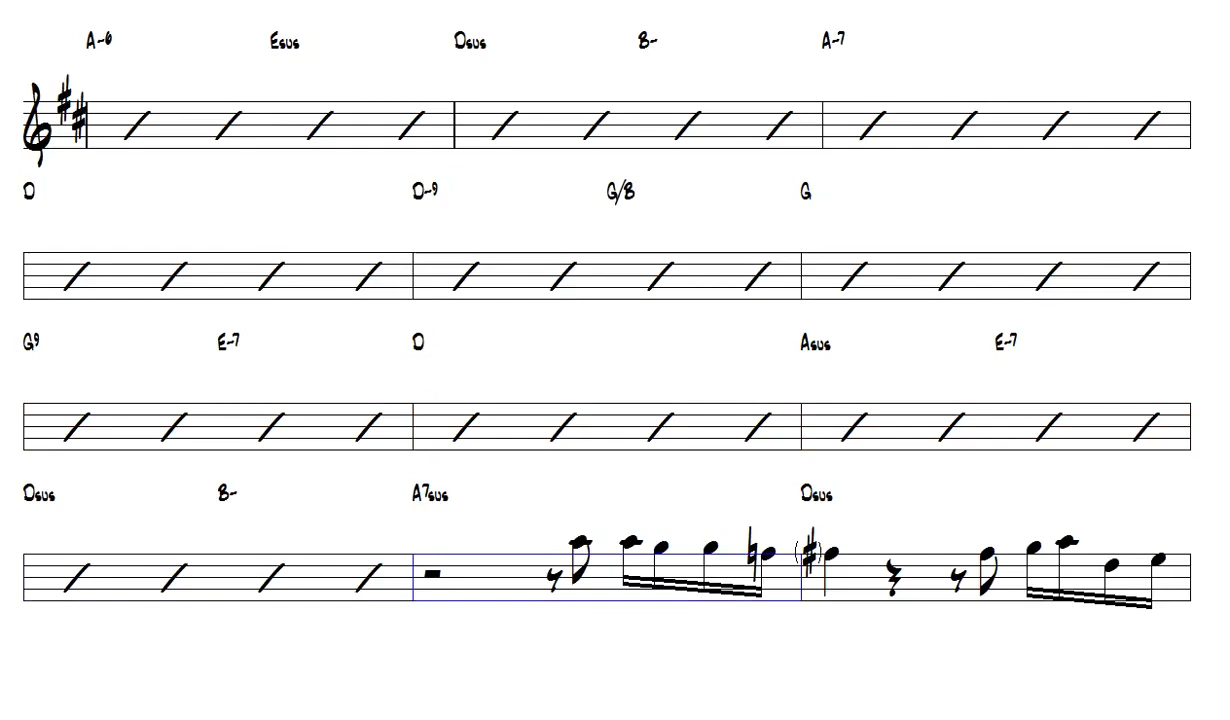 A-6 Esus Dsus B- A-7
D D-9 G/B G
G9 E-7 D Asus E-7
Dsus B- A7sus Dsus